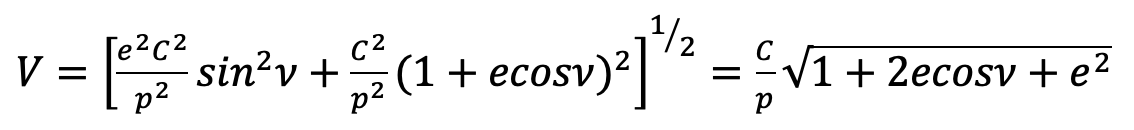 V = [e²C²/p² sin²ν + C²/p² (1 + ecosν)²]^1/2 = C/p √(1 + 2ecosν + e²)